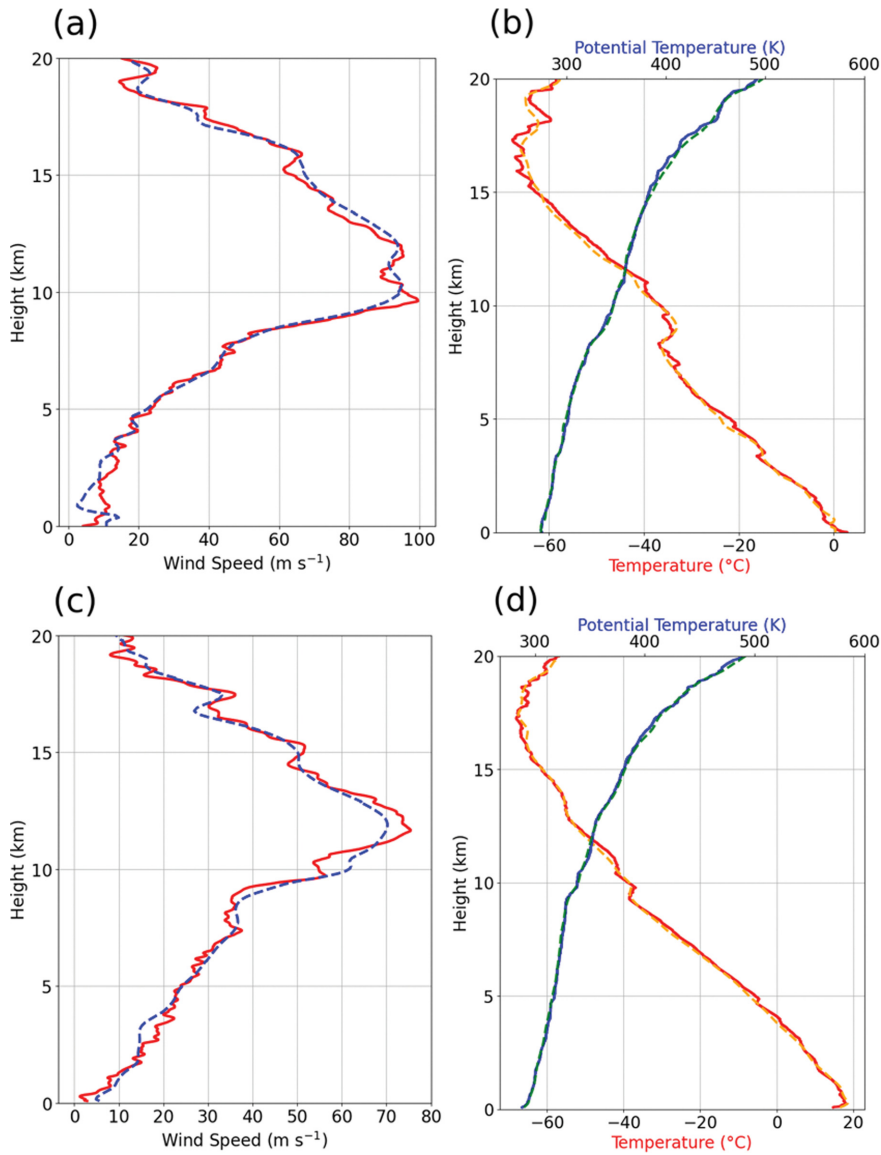 (a)
20
15
10
5
0
Height (km)
0 20 40 60 80 100
Wind Speed (m s⁻¹)
(b)
Potential Temperature (K)
300 400 500 600
20
15
10
5
0
Height (km)
−60 −40 −20 0
Temperature (°C)
(c)
20
15
10
5
0
Height (km)
0 10 20 30 40 50 60 70 80
Wind Speed (m s⁻¹)
(d)
Potential Temperature (K)
300 400 500 600
20
15
10
5
0
Height (km)
−60 −40 −20 0 20
Temperature (°C)